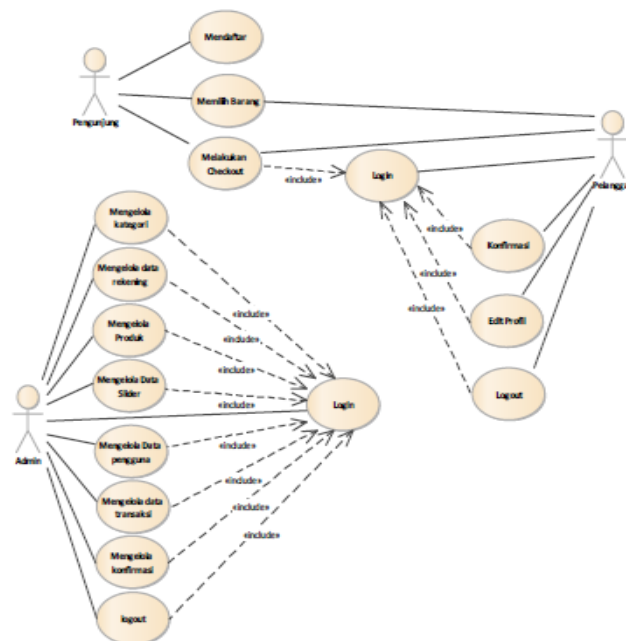 Mendaftar
Memilih Barang
Pengunjung
Melakukan
Checkout
«include»
Login
Pelangga
Konfirmasi
«include»
Edit Profil
«include»
Logout
«include»
Mengelola
kategori
Mengelola data
rekening
Mengelola
Produk
Mengelola Data
Slider
Admin
Mengelola Data
pengguna
Mengelola data
transaksi
Mengelola
konfirmasi
logout
«include»
«include»
«include»
«include»
«include»
«include»
«include»
«include»
Login